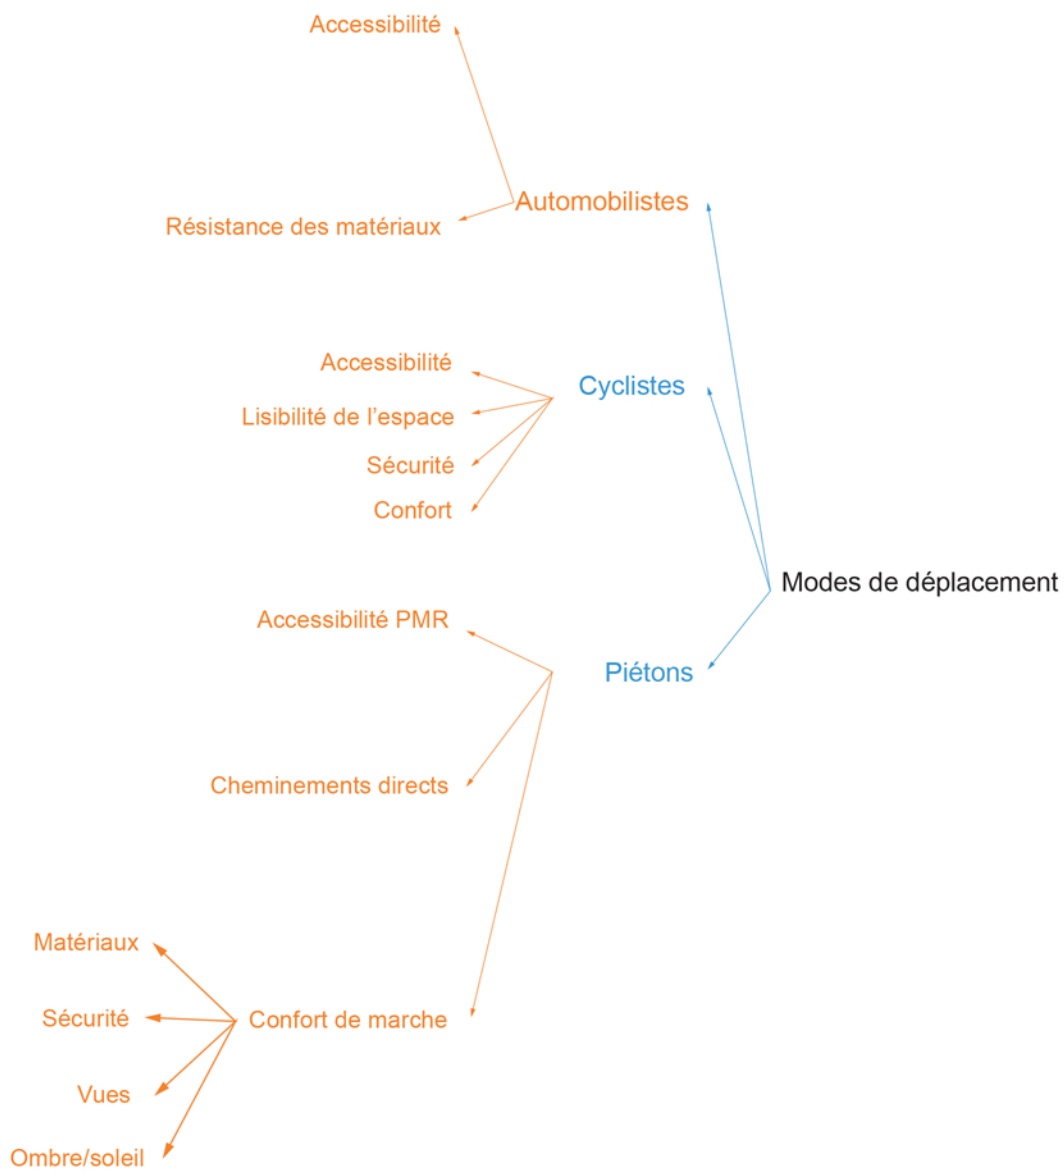 Accessibilité
Automobilistes
Résistance des matériaux
Accessibilité
Cyclistes
Lisibilité de l’espace
Sécurité
Confort
Modes de déplacement
Accessibilité PMR
Piétons
Cheminements directs
Matériaux
Sécurité
Confort de marche
Vues
Ombre/soleil